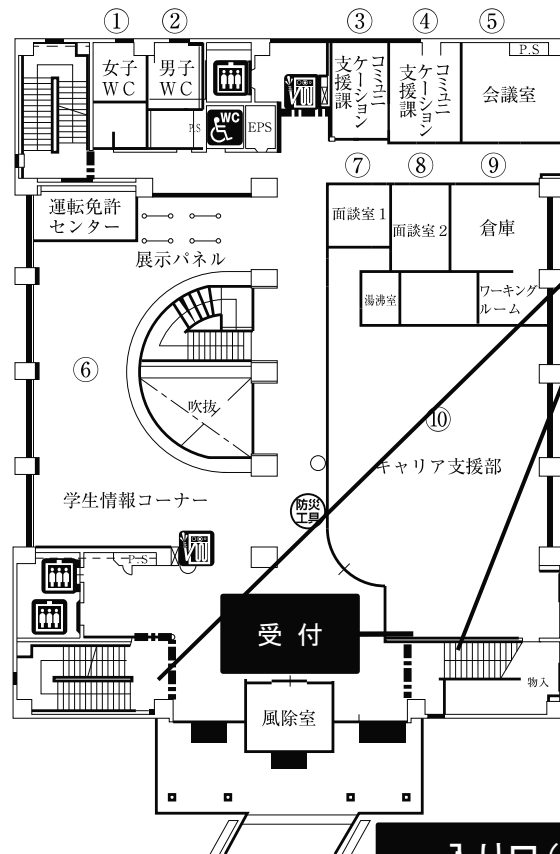 ①
②
③
④
⑤
女子
WC
男子
WC
P.S
WC
EPS
コミュニ
ケーション
支援課
コミュニ
ケーション
支援課
P.S
会議室
⑦
⑧
⑨
運転免許
センター
面談室1
面談室2
倉庫
展示パネル
湯沸室
ワーキング
ルーム
⑥
吹抜
⑩
キャリア支援部
学生情報コーナー
防災
工具
P.S
受付
物入
風除室
入り口